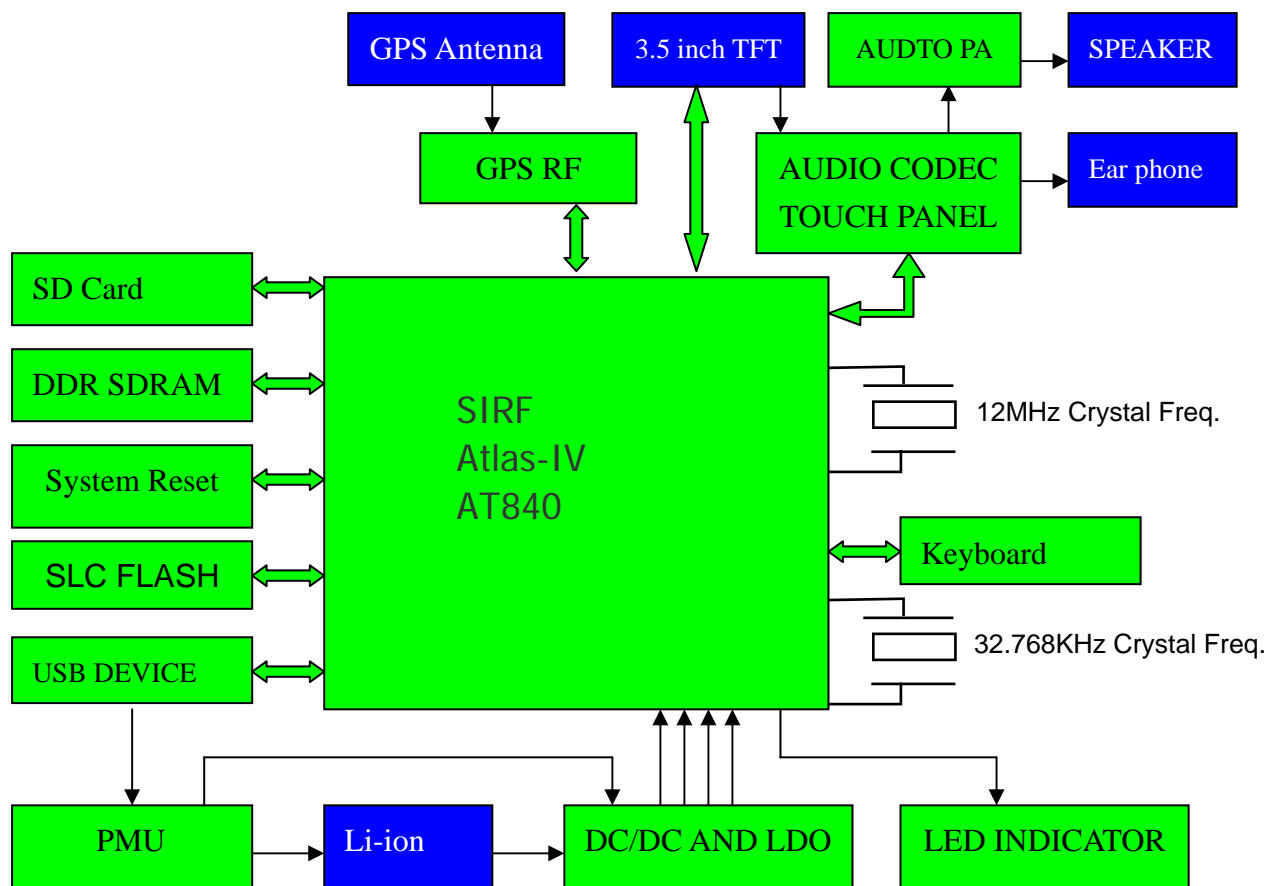 GPS Antenna
3.5 inch TFT
AUDTO PA
SPEAKER
GPS RF
AUDIO CODEC
TOUCH PANEL
Ear phone
SD Card
DDR SDRAM
System Reset
SLC FLASH
USB DEVICE
SIRF
Atlas-IV
AT840
12MHz Crystal Freq.
Keyboard
32.768KHz Crystal Freq.
PMU
Li-ion
DC/DC AND LDO
LED INDICATOR